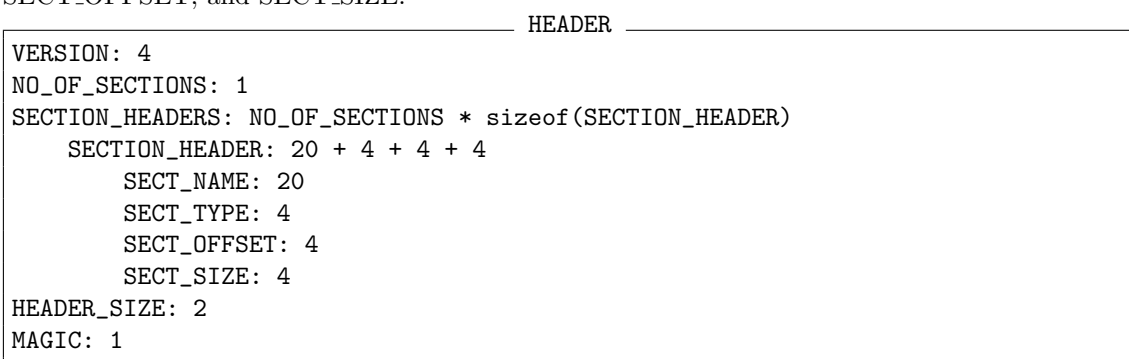 SECT_OFFSET, and SECT_SIZE.
HEADER
VERSION: 4
NO_OF_SECTIONS: 1
SECTION_HEADERS: NO_OF_SECTIONS * sizeof(SECTION_HEADER)
SECTION_HEADER: 20 + 4 + 4 + 4
SECT_NAME: 20
SECT_TYPE: 4
SECT_OFFSET: 4
SECT_SIZE: 4
HEADER_SIZE: 2
MAGIC: 1